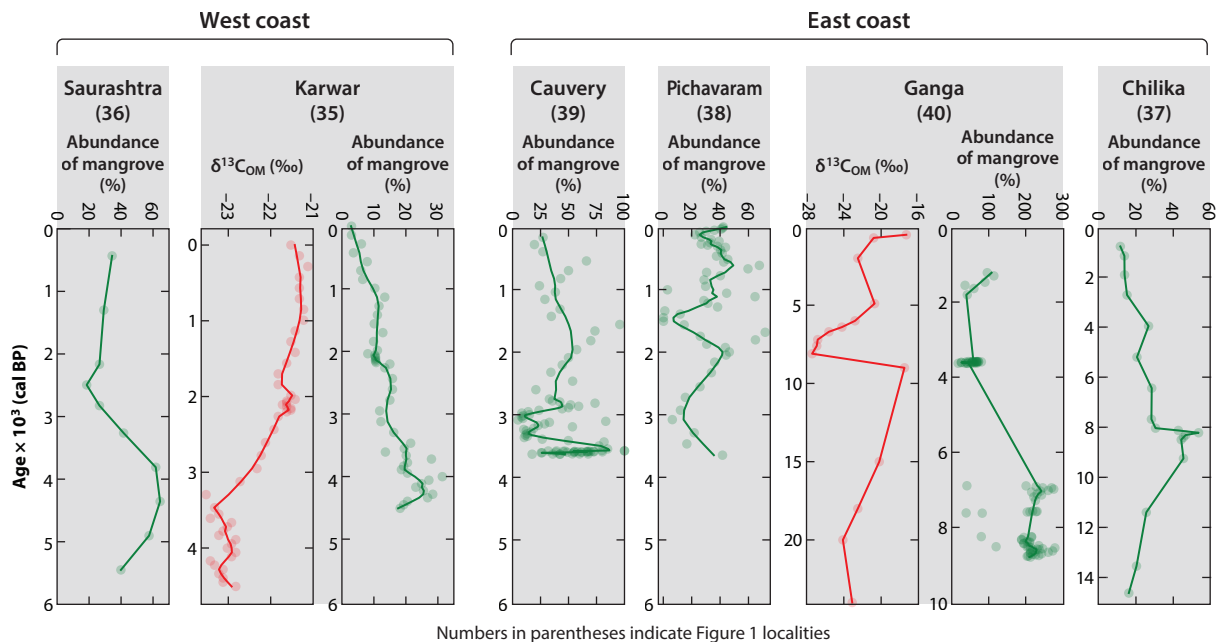 West coast
East coast
Saurashtra
(36)
Abundance
of mangrove
(%)
0 20 40 60
0
1
2
3
4
5
6
Age × 10³ (cal BP)
Karwar
(35)
δ¹³C_OM (‰)
–23 –22 –21
0
1
2
3
4
Abundance
of mangrove
(%)
0 10 20 30
0
1
2
3
4
5
6
Cauvery
(39)
Abundance
of mangrove
(%)
0 25 50 75 100
0
1
2
3
4
5
6
Pichavaram
(38)
Abundance
of mangrove
(%)
0 20 40 60
0
1
2
3
4
5
6
Ganga
(40)
δ¹³C_OM (‰)
–28 –24 –20 –16
0
5
10
15
20
Abundance
of mangrove
(%)
0 100 200 300
0
2
4
6
8
10
Chilika
(37)
Abundance
of mangrove
(%)
0 20 40 60
0
2
4
6
8
10
12
14
Numbers in parentheses indicate Figure 1 localities